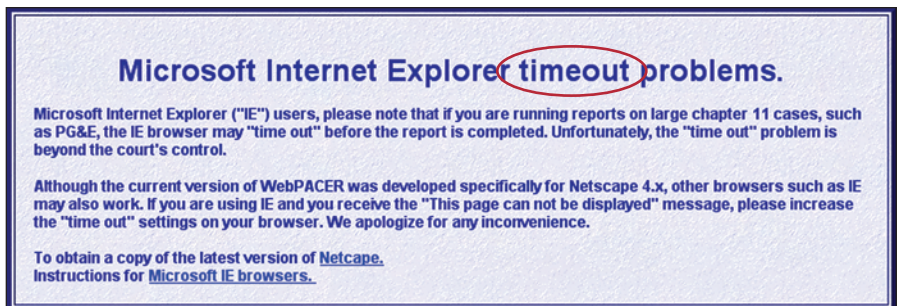 Microsoft Internet Explorer timeout problems.
Microsoft Internet Explorer ("IE") users, please note that if you are running reports on large chapter 11 cases, such
as PG&E, the IE browser may "time out" before the report is completed. Unfortunately, the "time out" problem is
beyond the court's control.
Although the current version of WebPACER was developed specifically for Netscape 4.x, other browsers such as IE
may also work. If you are using IE and you receive the "This page can not be displayed" message, please increase
the "time out" settings on your browser. We apologize for any inconvenience.
To obtain a copy of the latest version of Netcape.
Instructions for Microsoft IE browsers.